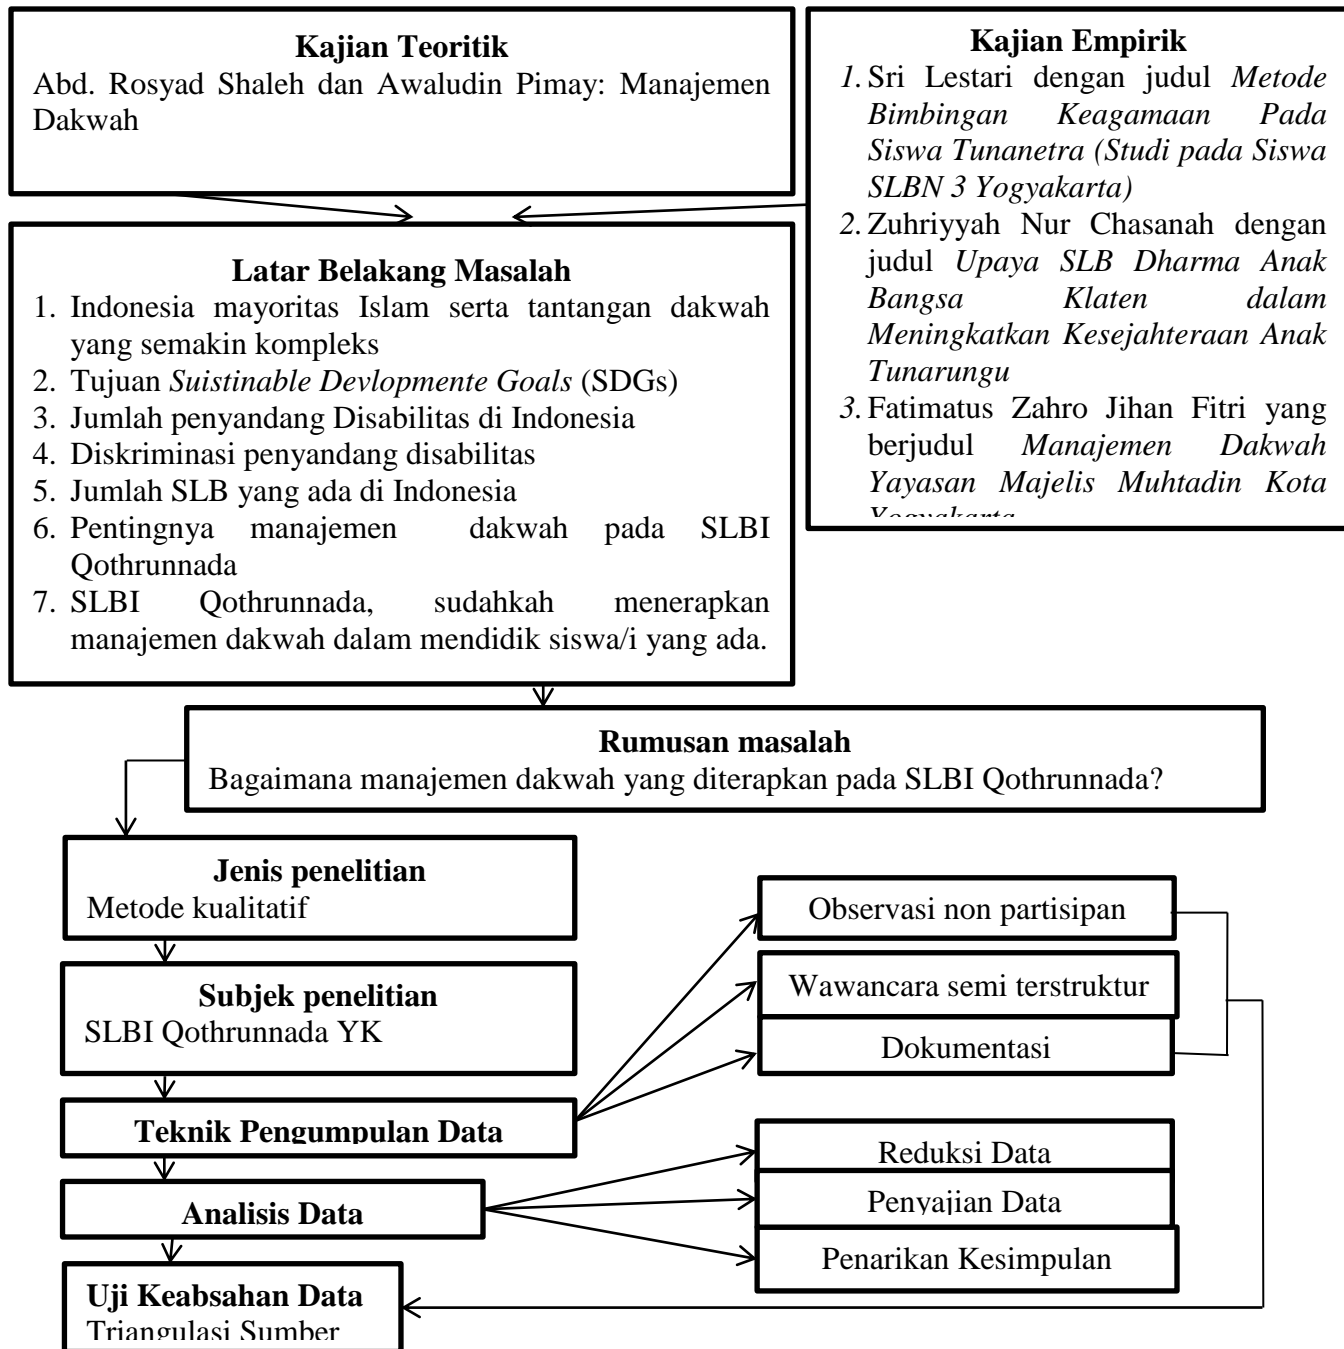 Kajian Teoritik
Abd. Rosyad Shaleh dan Awaludin Pimay: Manajemen
Dakwah
Kajian Empirik
1. Sri Lestari dengan judul Metode
Bimbingan Keagamaan Pada
Siswa Tunanetra (Studi pada Siswa
SLBN 3 Yogyakarta)
2. Zuhriyyah Nur Chasanah dengan
judul Upaya SLB Dharma Anak
Bangsa Klaten dalam
Meningkatkan Kesejahteraan Anak
Tunarungu
3. Fatimatus Zahro Jihan Fitri yang
berjudul Manajemen Dakwah
Yayasan Majelis Muhtadin Kota
Yogyakarta
Latar Belakang Masalah
1. Indonesia mayoritas Islam serta tantangan dakwah
yang semakin kompleks
2. Tujuan Suistinable Devlopmente Goals (SDGs)
3. Jumlah penyandang Disabilitas di Indonesia
4. Diskriminasi penyandang disabilitas
5. Jumlah SLB yang ada di Indonesia
6. Pentingnya manajemen dakwah pada SLBI
Qothrunnada
7. SLBI Qothrunnada, sudahkah menerapkan
manajemen dakwah dalam mendidik siswa/i yang ada.
Rumusan masalah
Bagaimana manajemen dakwah yang diterapkan pada SLBI Qothrunnada?
Jenis penelitian
Metode kualitatif
Subjek penelitian
SLBI Qothrunnada YK
Teknik Pengumpulan Data
Observasi non partisipan
Wawancara semi terstruktur
Dokumentasi
Analisis Data
Reduksi Data
Penyajian Data
Penarikan Kesimpulan
Uji Keabsahan Data
Triangulasi Sumber